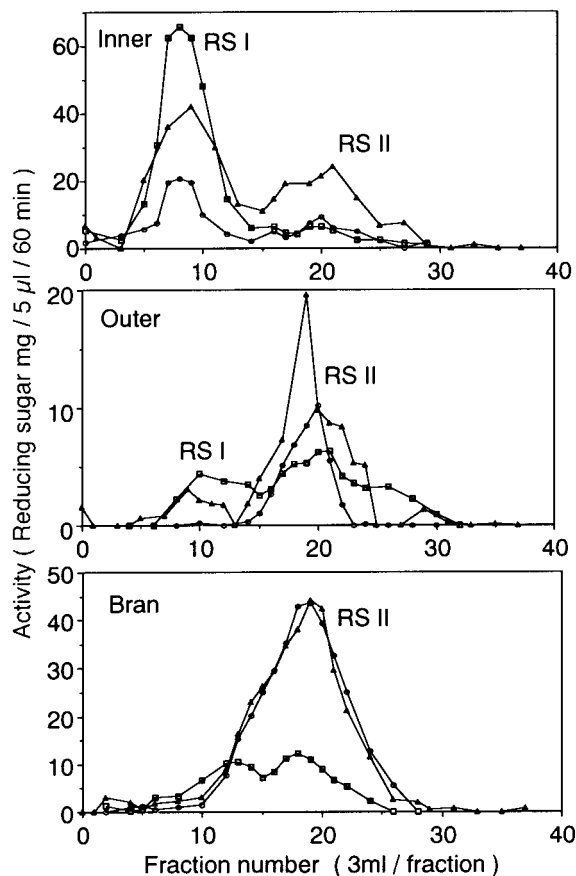 Activity ( Reducing sugar mg / 5 µl / 60 min )
Inner
RS I
RS II
60
40
20
0
0 10 20 30 40
Outer
RS I
RS II
20
10
0
0 10 20 30 40
Bran
RS II
50
40
30
20
10
0
0 10 20 30 40
Fraction number ( 3ml / fraction )